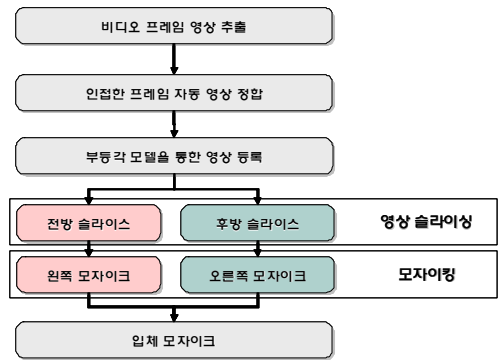 비디오 프레임 영상 추출
인접한 프레임 자동 영상 정합
부등각 모델을 통한 영상 등록
전방 슬라이스
후방 슬라이스
영상 슬라이싱
왼쪽 모자이크
오른쪽 모자이크
모자이킹
입체 모자이크